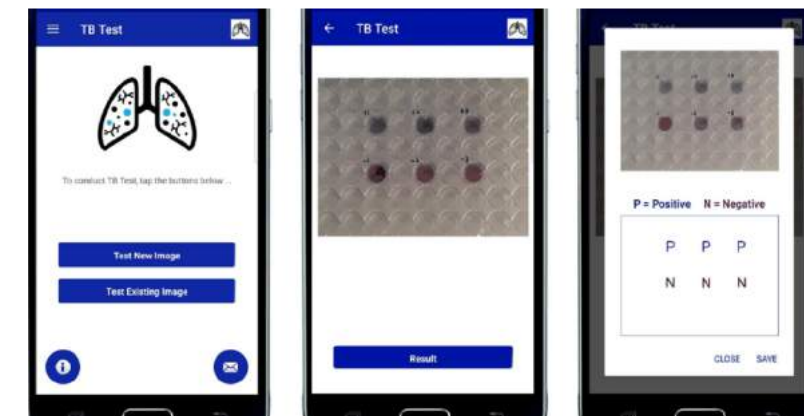 TB Test
To conduct TB Test, tap the buttons below ...
Test New Image
Test Existing Image
TB Test
Result
P = Positive N = Negative
P P P
N N N
CLOSE SAVE